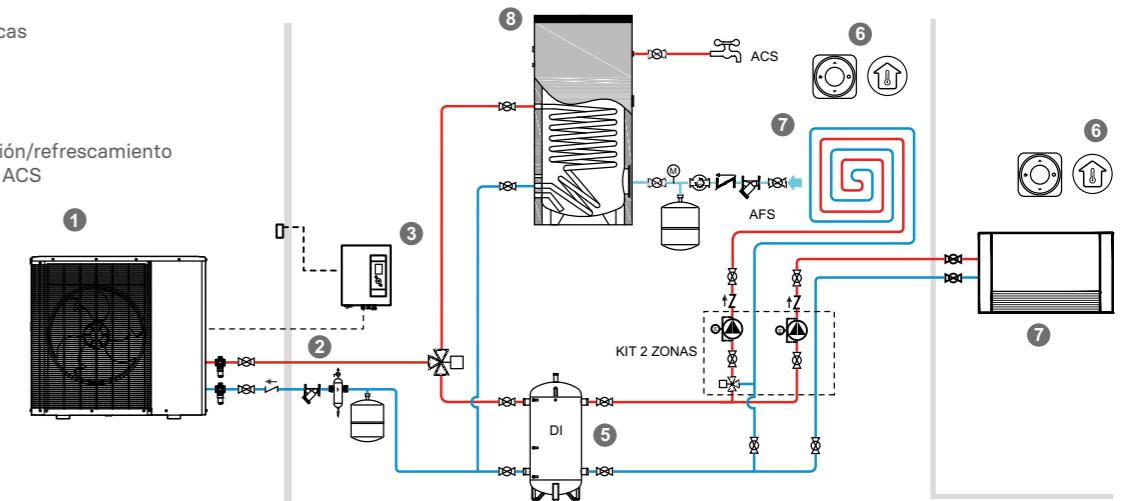 cas
ión/refrescamiento
ACS
1
2
3
8
ACS
6
7
M
AFS
6
7
KIT 2 ZONAS
DI
5